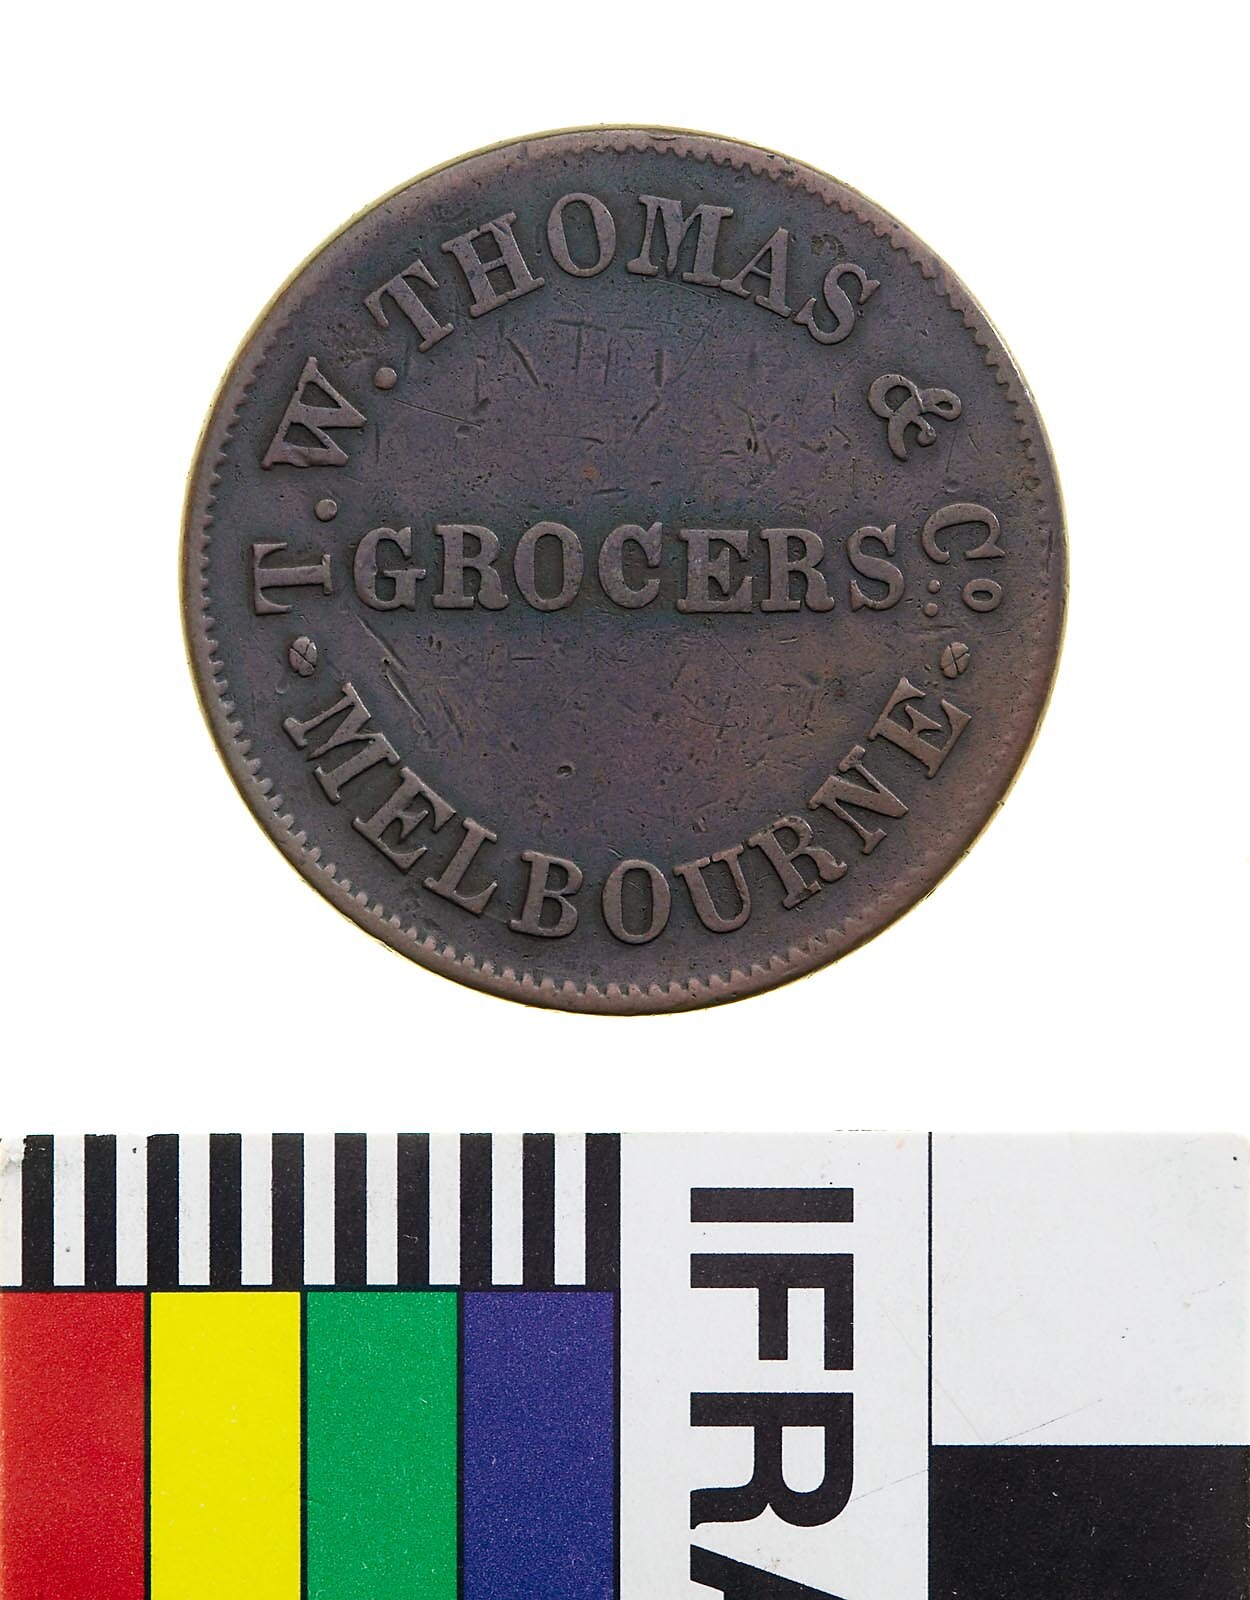 T. W. THOMAS & Co.
GROCERS
MELBOURNE
IFRA